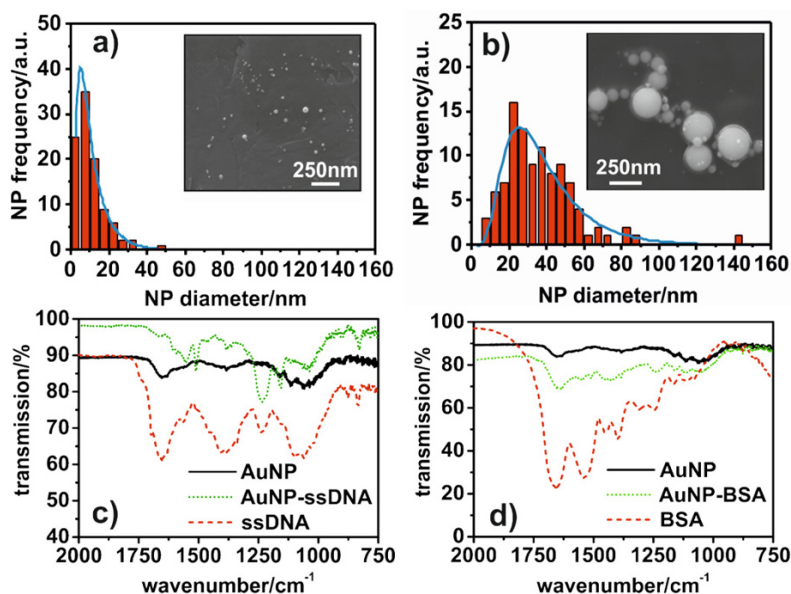 a)
50
40
30
20
10
0
NP frequency/a.u.
250nm
0 20 40 60 80 100 120 140 160
NP diameter/nm
b)
25
20
15
10
5
0
NP frequency/a.u.
250nm
0 20 40 60 80 100 120 140 160
NP diameter/nm
100
90
80
70
60
50
40
transmission/%
AuNP
AuNP-ssDNA
ssDNA
c)
2000 1750 1500 1250 1000 750
wavenumber/cm⁻¹
100
80
60
40
20
0
transmission/%
AuNP
AuNP-BSA
BSA
d)
2000 1750 1500 1250 1000 750
wavenumber/cm⁻¹